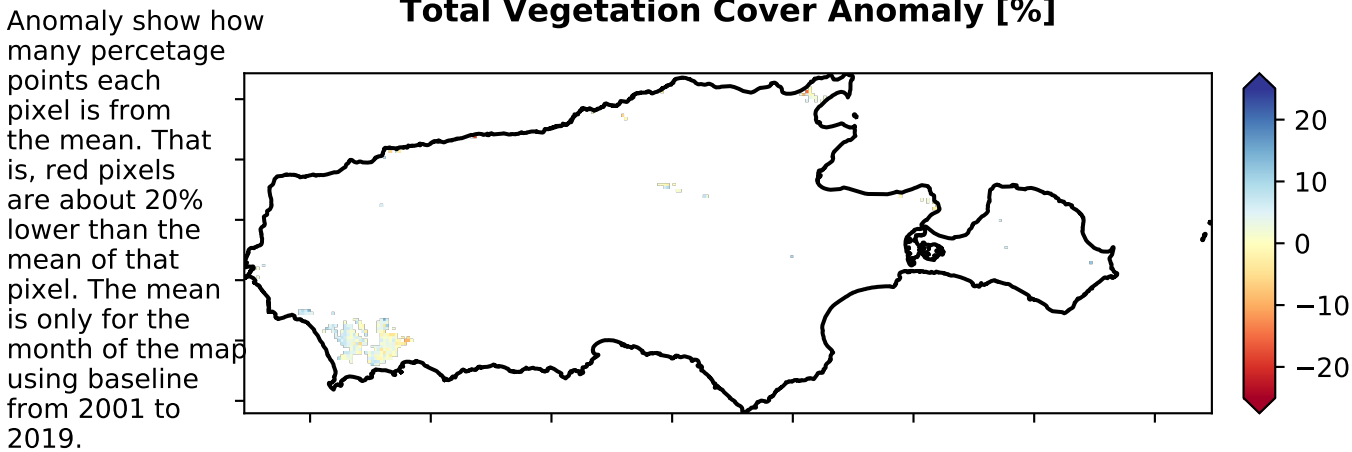 Total Vegetation Cover Anomaly [%]
Anomaly show how
many percetage
points each
pixel is from
the mean. That
is, red pixels
are about 20%
lower than the
mean of that
pixel. The mean
is only for the
month of the map
using baseline
from 2001 to
2019.
20
10
0
−10
−20